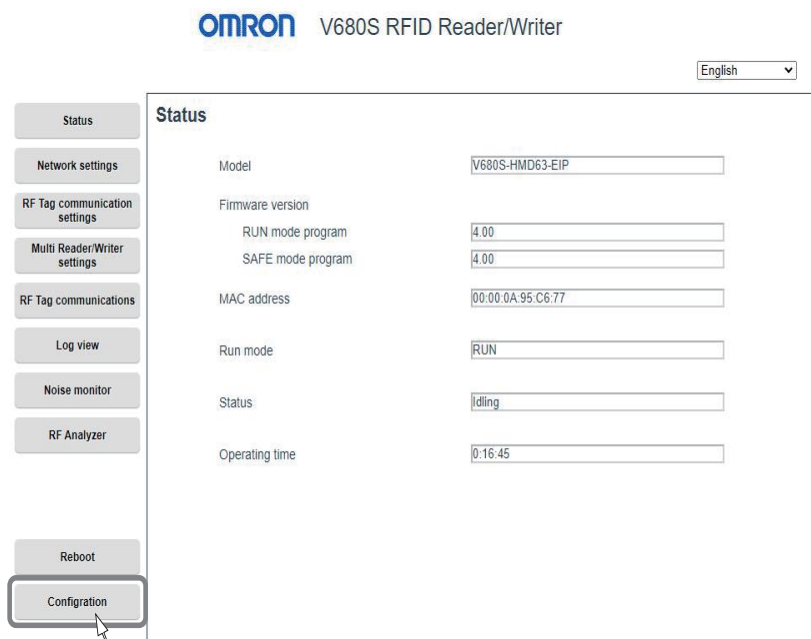 OMRON V680S RFID Reader/Writer
English
Status
Network settings
RF Tag communication
settings
Multi Reader/Writer
settings
RF Tag communications
Log view
Noise monitor
RF Analyzer
Reboot
Configration
Status
Model V680S-HMD63-EIP
Firmware version
RUN mode program 4.00
SAFE mode program 4.00
MAC address 00:00:0A:95:C6:77
Run mode RUN
Status Idling
Operating time 0:16:45